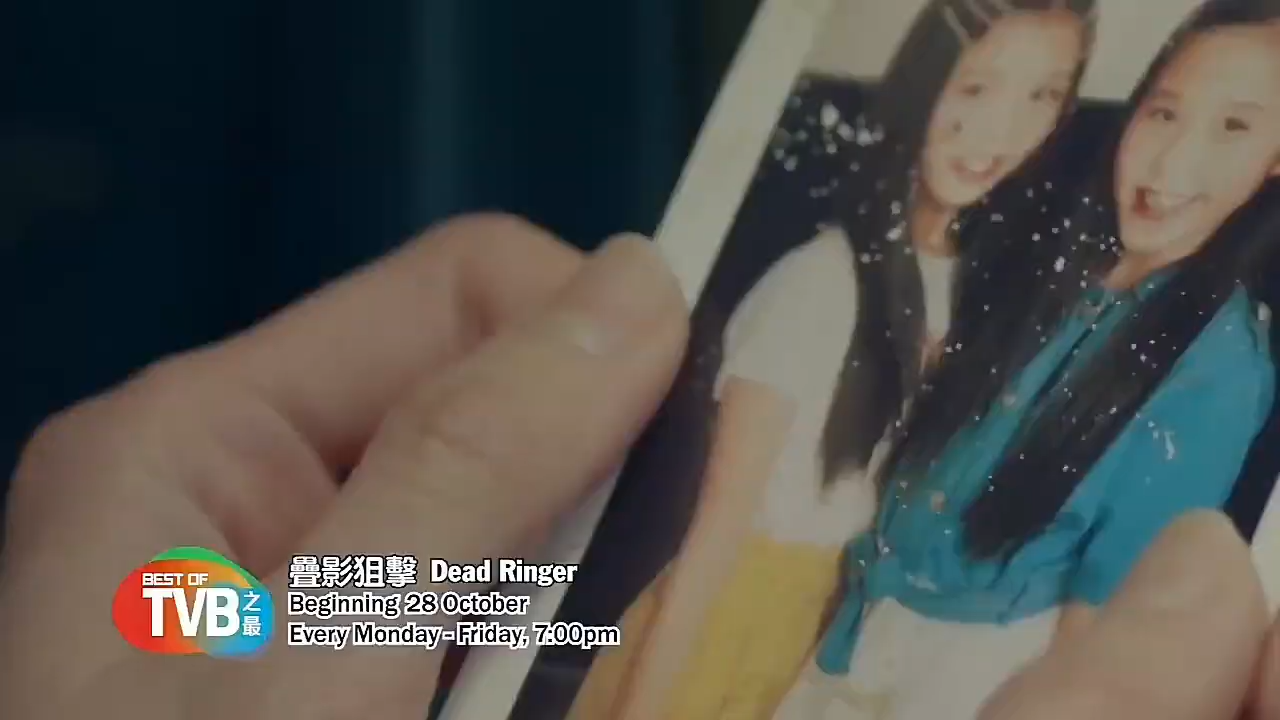 BEST OF
TVB之最
疊影狙擊 Dead Ringer
Beginning 28 October
Every Monday - Friday, 7:00pm